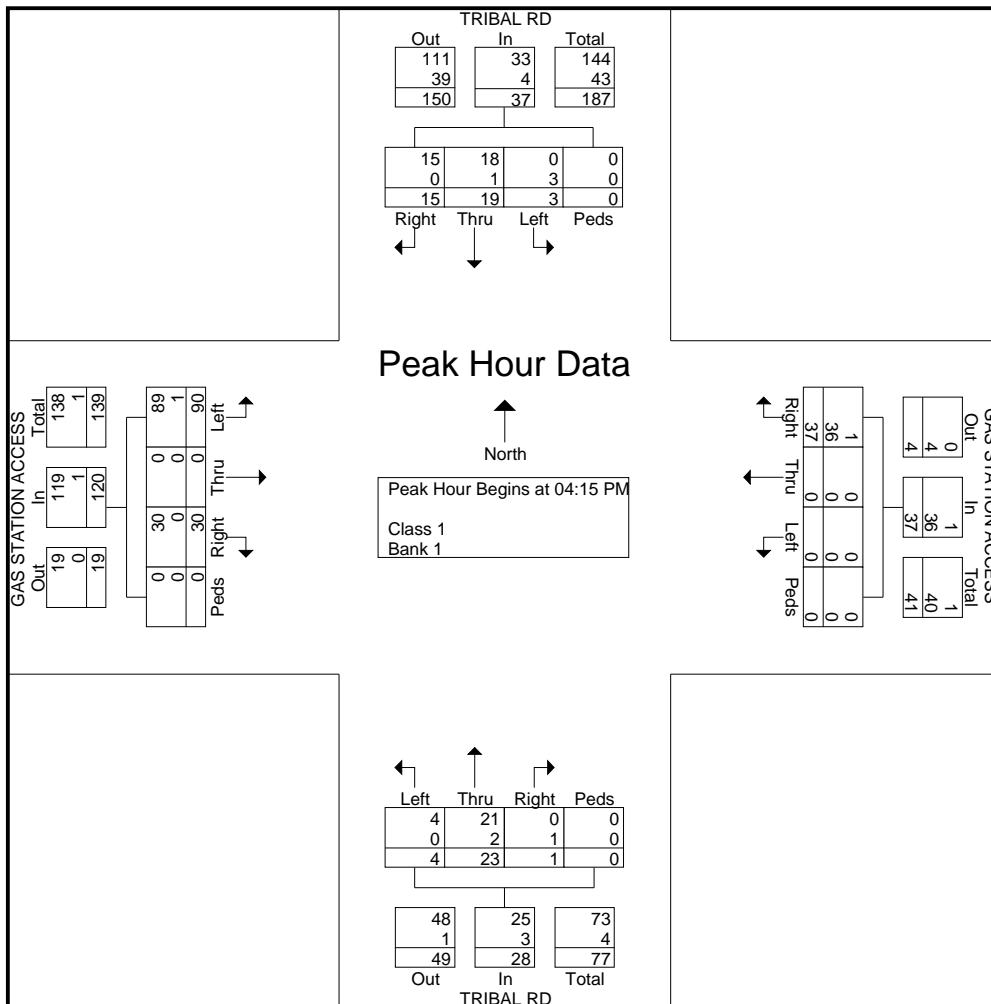 TRIBAL RD
Out In Total
111 33 144
39 4 43
150 37 187
15 18 0 0
0 1 3 0
15 19 3 0
Right Thru Left Peds
GAS STATION ACCESS
Total In Out
138 119 19
1 1 0
139 120 19
89 0 30 0
1 0 0 0
90 0 30 0
Left Thru Right Peds
Peak Hour Data
North
Peak Hour Begins at 04:15 PM
Class 1
Bank 1
Right Thru Left Peds
1 0 0 0
36 0 0 0
37 0 0 0
GAS STATION ACCESS
Out In Total
0 1 1
4 36 40
4 37 41
Left Thru Right Peds
4 21 0 0
0 2 1 0
4 23 1 0
48 25 73
1 3 4
49 28 77
Out In Total
TRIBAL RD